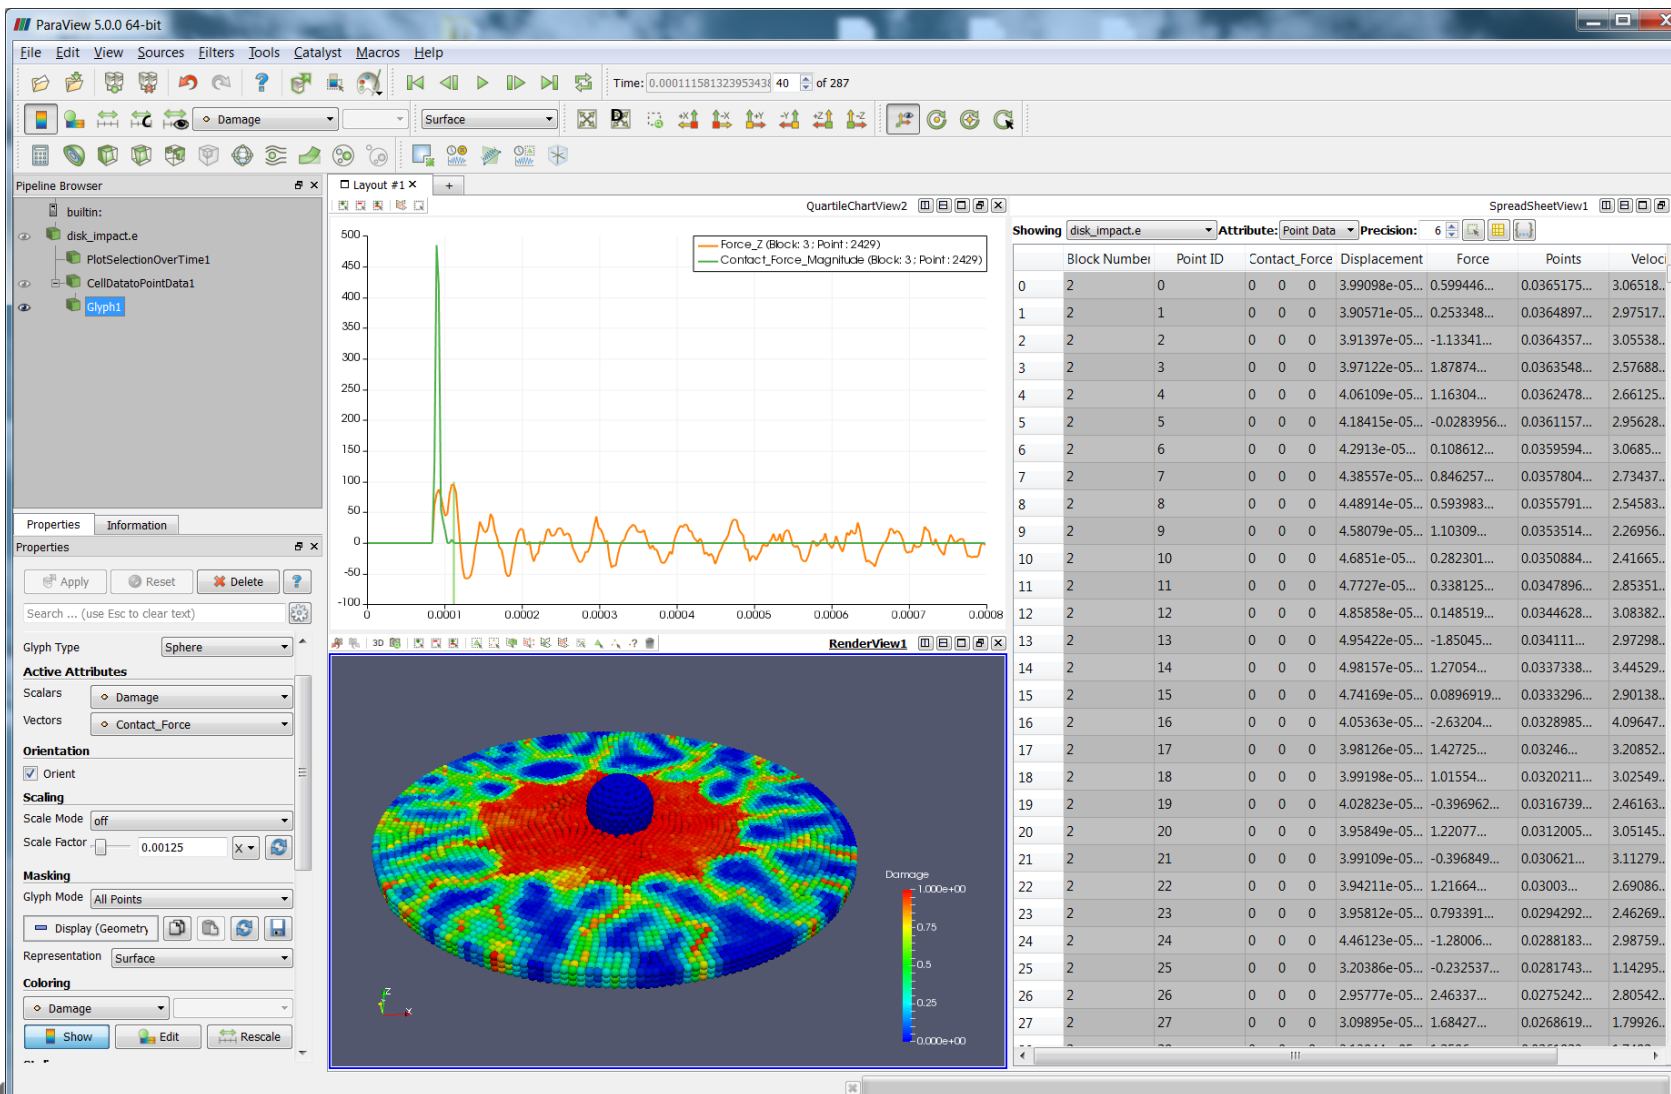 ParaView 5.0.0 64-bit
File Edit View Sources Filters Tools Catalyst Macros Help
Time: 0.000111581323953438 40 of 287
Damage Surface
Pipeline Browser
builtin:
disk_impact.e
PlotSelectionOverTime1
CellDatatoPointData1
Glyph1
Properties Information
Properties
Apply Reset Delete ?
Search ... (use Esc to clear text)
Glyph Type Sphere
Active Attributes
Scalars Damage
Vectors Contact_Force
Orientation
Orient
Scaling
Scale Mode off
Scale Factor 0.00125 X
Masking
Glyph Mode All Points
Display (Geometry
Representation Surface
Coloring
Damage
Show Edit Rescale
Layout #1 × +
QuartileChartView2
Force_Z (Block: 3; Point: 2429)
Contact_Force_Magnitude (Block: 3; Point: 2429)
500
450
400
350
300
250
200
150
100
50
0
-50
-100
0 0.0001 0.0002 0.0003 0.0004 0.0005 0.0006 0.0007 0.0008
3D RenderView1
Damage
1.000e+00
0.75
0.5
0.25
0.000e+00
Z
X
SpreadSheetView1
Showing disk_impact.e Attribute: Point Data Precision: 6
Block Number Point ID Contact_Force Displacement Force Points Veloci
0 2 0 0 0 0 3.99098e-05... 0.599446... 0.0365175... 3.06518..
1 2 1 0 0 0 3.90571e-05... 0.253348... 0.0364897... 2.97517..
2 2 2 0 0 0 3.91397e-05... -1.13341... 0.0364357... 3.05538..
3 2 3 0 0 0 3.97122e-05... 1.87874... 0.0363548... 2.57688..
4 2 4 0 0 0 4.06109e-05... 1.16304... 0.0362478... 2.66125..
5 2 5 0 0 0 4.18415e-05... -0.0283956... 0.0361157... 2.95628..
6 2 6 0 0 0 4.2913e-05... 0.108612... 0.0359594... 3.0685...
7 2 7 0 0 0 4.38557e-05... 0.846257... 0.0357804... 2.73437..
8 2 8 0 0 0 4.48914e-05... 0.593983... 0.0355791... 2.54583..
9 2 9 0 0 0 4.58079e-05... 1.10309... 0.0353514... 2.26956..
10 2 10 0 0 0 4.6851e-05... 0.282301... 0.0350884... 2.41665..
11 2 11 0 0 0 4.7727e-05... 0.338125... 0.0347896... 2.85351..
12 2 12 0 0 0 4.85858e-05... 0.148519... 0.0344628... 3.08382..
13 2 13 0 0 0 4.95422e-05... -1.85045... 0.034111... 2.97298..
14 2 14 0 0 0 4.98157e-05... 1.27054... 0.0337338... 3.44529..
15 2 15 0 0 0 4.74169e-05... 0.0896919... 0.0333296... 2.90138..
16 2 16 0 0 0 4.05363e-05... -2.63204... 0.0328985... 4.09647..
17 2 17 0 0 0 3.98126e-05... 1.42725... 0.03246... 3.20852..
18 2 18 0 0 0 3.99198e-05... 1.01554... 0.0320211... 3.02549..
19 2 19 0 0 0 4.02823e-05... -0.396962... 0.0316739... 2.46163..
20 2 20 0 0 0 3.95849e-05... 1.22077... 0.0312005... 3.05145..
21 2 21 0 0 0 3.99109e-05... -0.396849... 0.030621... 3.11279..
22 2 22 0 0 0 3.94211e-05... 1.21664... 0.03003... 2.69086..
23 2 23 0 0 0 3.95812e-05... 0.793391... 0.0294292... 2.46269..
24 2 24 0 0 0 4.46123e-05... -1.28006... 0.0288183... 2.98759..
25 2 25 0 0 0 3.20386e-05... -0.232537... 0.0281743... 1.14295..
26 2 26 0 0 0 2.95777e-05... 2.46337... 0.0275242... 2.80542..
27 2 27 0 0 0 3.09895e-05... 1.68427... 0.0268619... 1.79926..